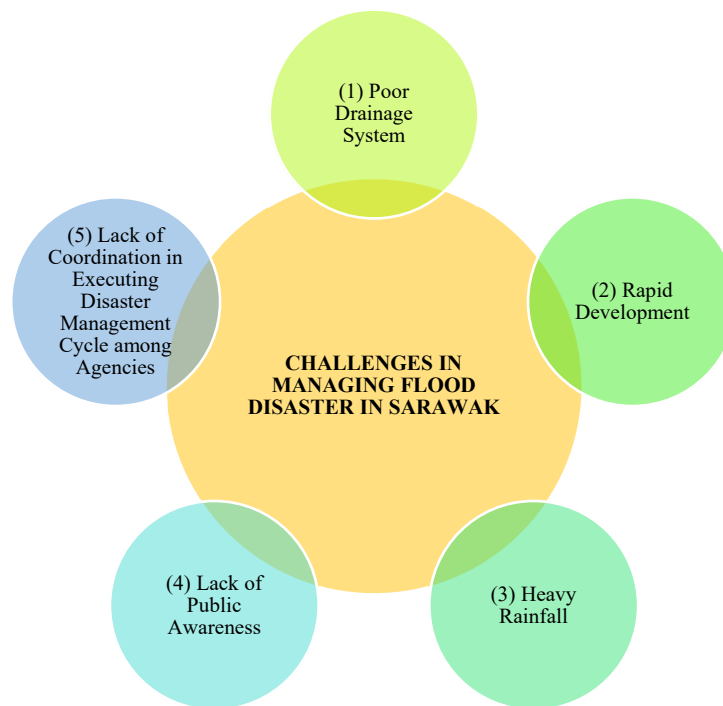 (1) Poor
Drainage
System
(2) Rapid
Development
(3) Heavy
Rainfall
(4) Lack of
Public
Awareness
(5) Lack of
Coordination in
Executing
Disaster
Management
Cycle among
Agencies
CHALLENGES IN
MANAGING FLOOD
DISASTER IN SARAWAK